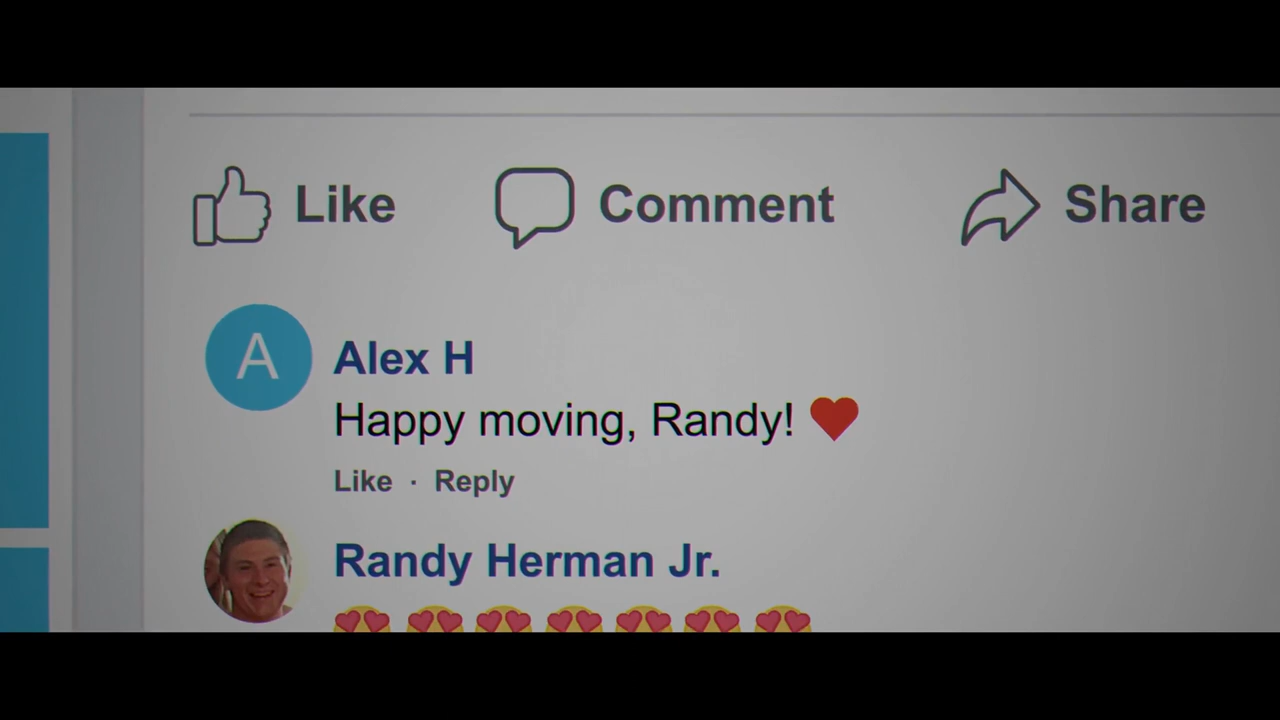 Like Comment Share
A
Alex H
Happy moving, Randy! ❤️
Like · Reply
Randy Herman Jr.
😍😍😍😍😍😍😍